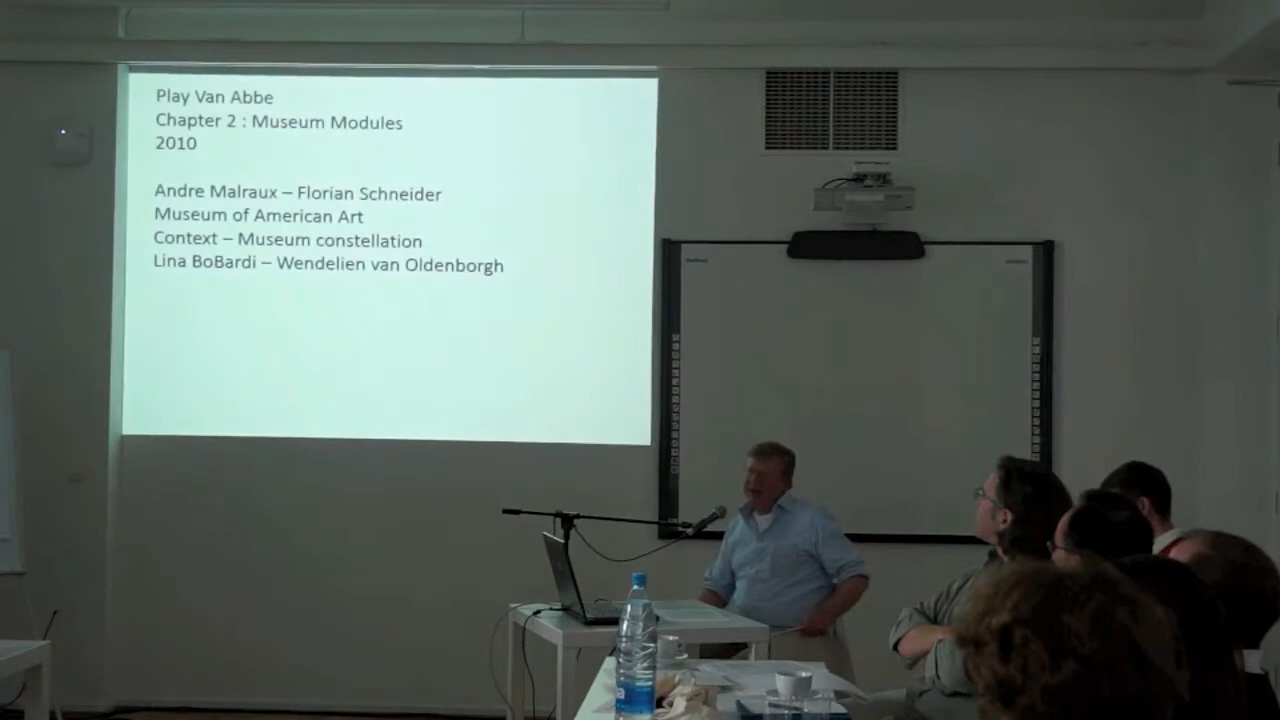 Play Van Abbe
Chapter 2 : Museum Modules
2010
Andre Malraux – Florian Schneider
Museum of American Art
Context – Museum constellation
Lina BoBardi – Wendelien van Oldenborgh